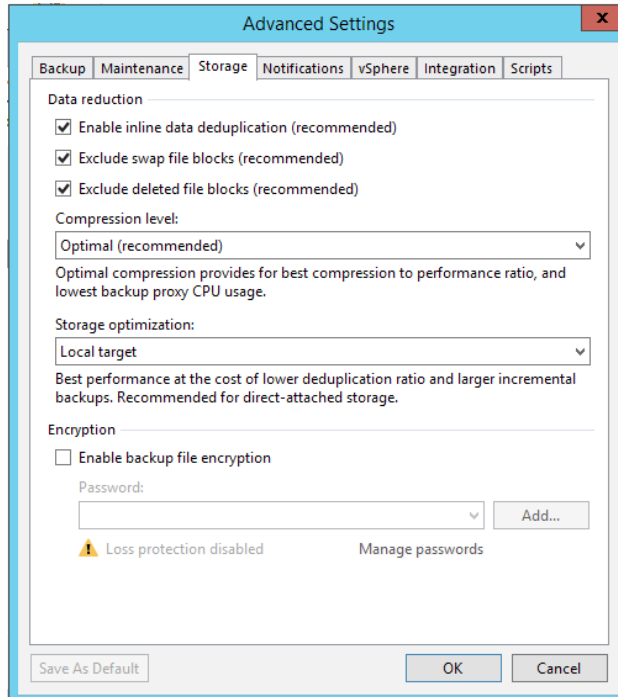 Advanced Settings
x
Backup Maintenance Storage Notifications vSphere Integration Scripts
Data reduction
Enable inline data deduplication (recommended)
Exclude swap file blocks (recommended)
Exclude deleted file blocks (recommended)
Compression level:
Optimal (recommended)
Optimal compression provides for best compression to performance ratio, and
lowest backup proxy CPU usage.
Storage optimization:
Local target
Best performance at the cost of lower deduplication ratio and larger incremental
backups. Recommended for direct-attached storage.
Encryption
Enable backup file encryption
Password:
Add...
Loss protection disabled Manage passwords
Save As Default OK Cancel